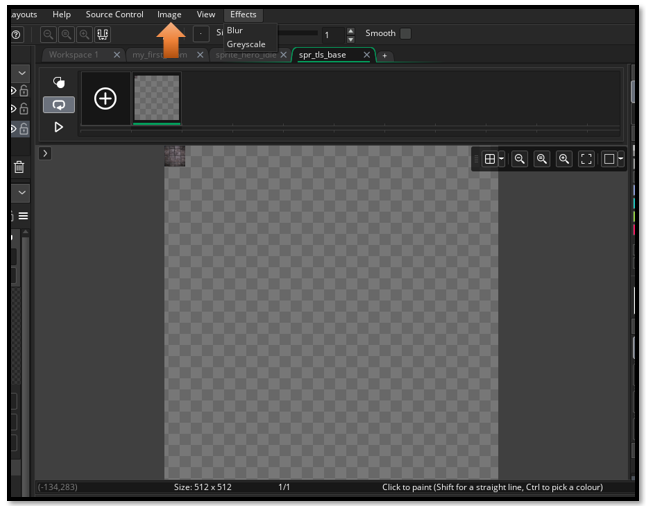 ayouts Help Source Control Image View Effects
Si 1 Smooth
Blur
Greyscale
Workspace 1 my_first_ sprite_hero_idle spr_tls_base
(-134,283) Size: 512 x 512 1/1 Click to paint (Shift for a straight line, Ctrl to pick a colour)